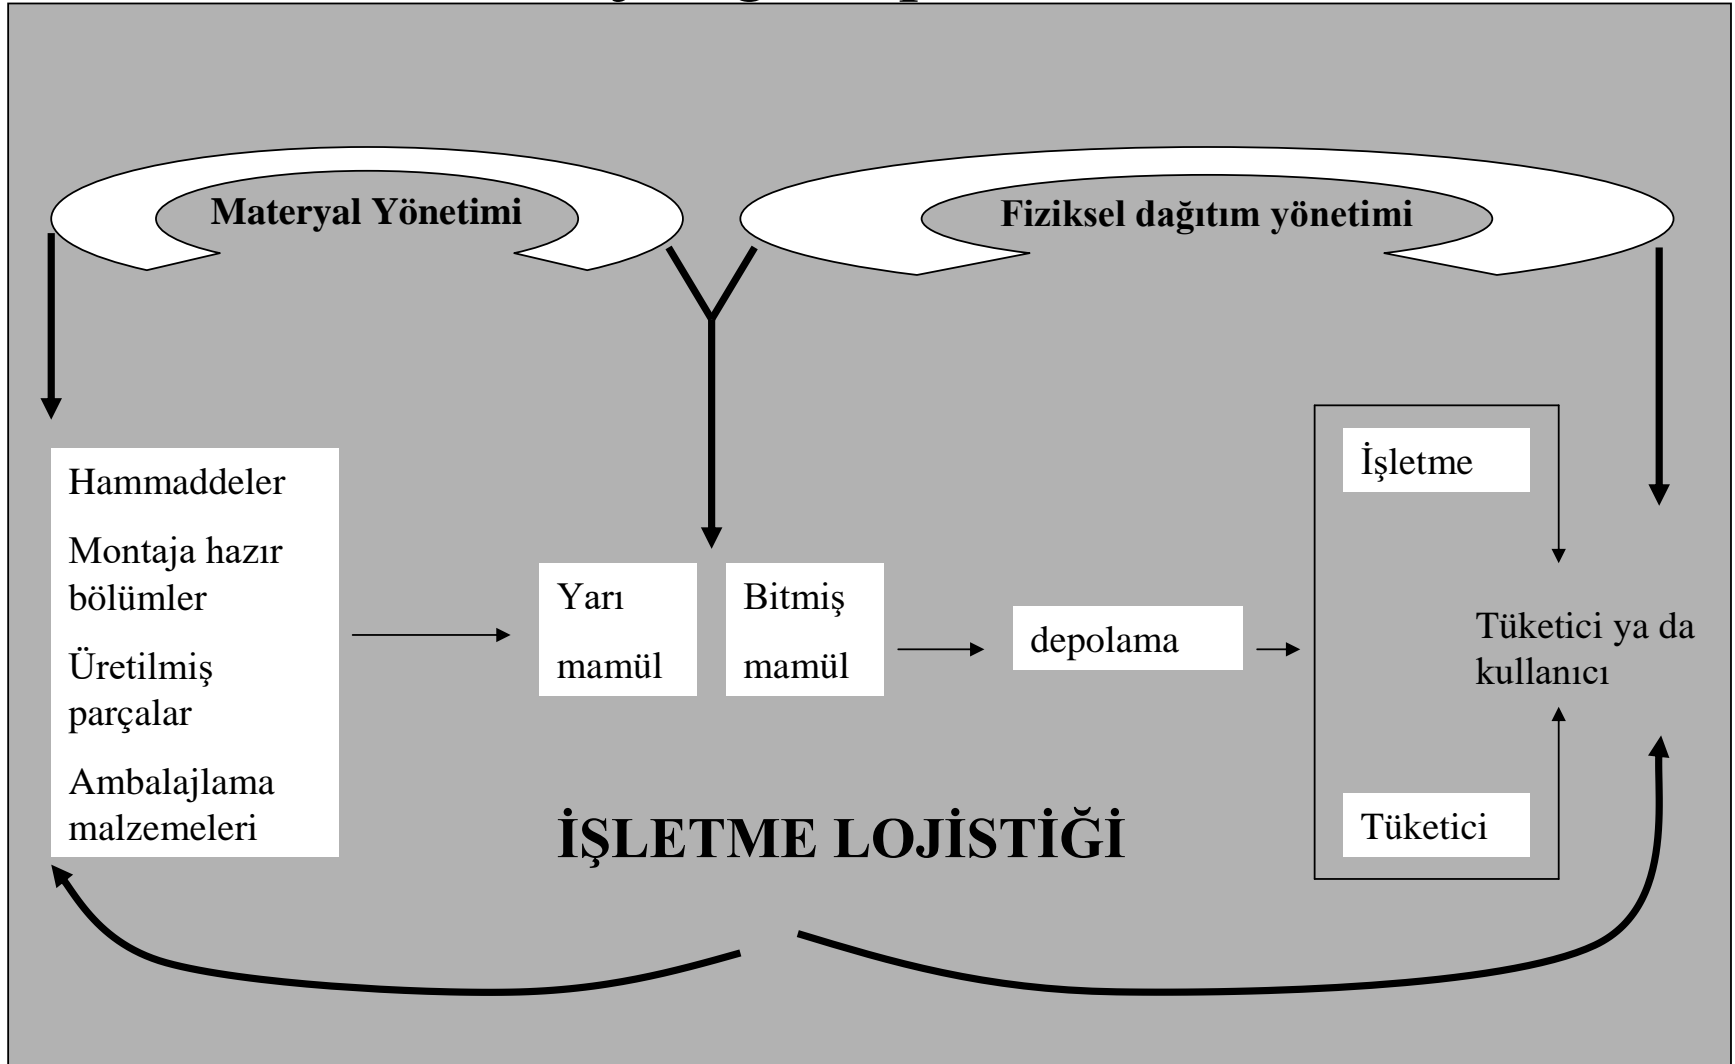 Materyal Yönetimi
Fiziksel dağıtım yönetimi
Hammaddeler
Montaja hazır
bölümler
Üretilmiş
parçalar
Ambalajlama
malzemeleri
Yarı
mamül
Bitmiş
mamül
depolama
İşletme
Tüketici ya da
kullanıcı
Tüketici
İŞLETME LOJİSTİĞİ